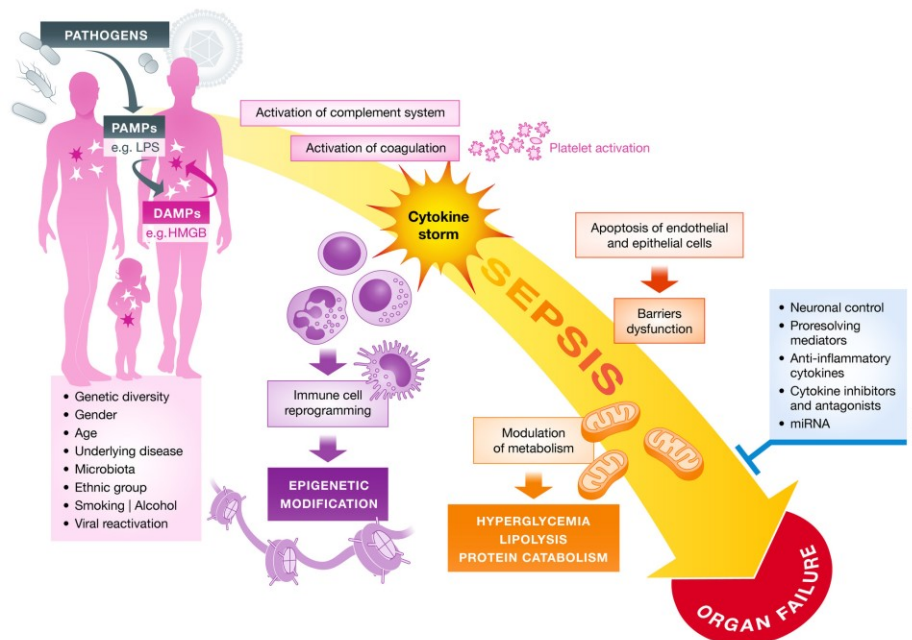 PATHOGENS
PAMPs
e.g. LPS
DAMPs
e.g.HMGB
Activation of complement system
Activation of coagulation
Platelet activation
Cytokine
storm
SEPSIS
Apoptosis of endothelial
and epithelial cells
Barriers
dysfunction
• Neuronal control
• Proresolving
mediators
• Anti-inflammatory
cytokines
• Cytokine inhibitors
and antagonists
• miRNA
• Genetic diversity
• Gender
• Age
• Underlying disease
• Microbiota
• Ethnic group
• Smoking | Alcohol
• Viral reactivation
Immune cell
reprogramming
EPIGENETIC
MODIFICATION
Modulation
of metabolism
HYPERGLYCEMIA
LIPOLYSIS
PROTEIN CATABOLISM
ORGAN FAILURE